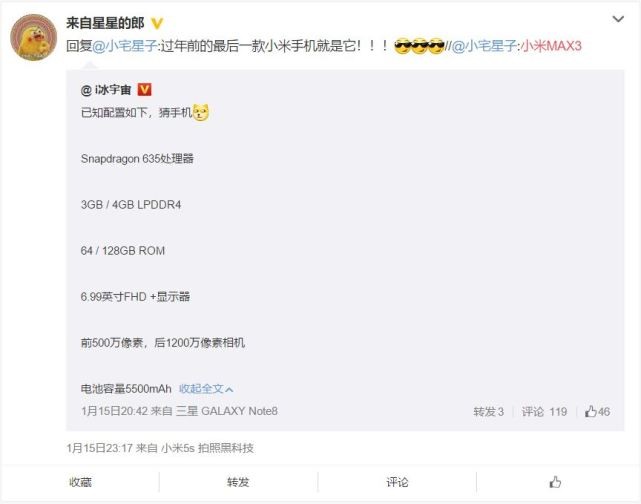 来自星星的郎
回复@小宅星子:过年前的最后一款小米手机就是它！！！😎😎😎//@小宅星子:小米MAX3
@ i冰宇宙
已知配置如下，猜手机
Snapdragon 635处理器
3GB / 4GB LPDDR4
64 / 128GB ROM
6.99英寸FHD +显示器
前500万像素，后1200万像素相机
电池容量5500mAh 收起全文
1月15日20:42 来自 三星 GALAXY Note8 转发 3 评论 119 46
1月15日23:17 来自 小米5s 拍照黑科技
收藏 转发 评论